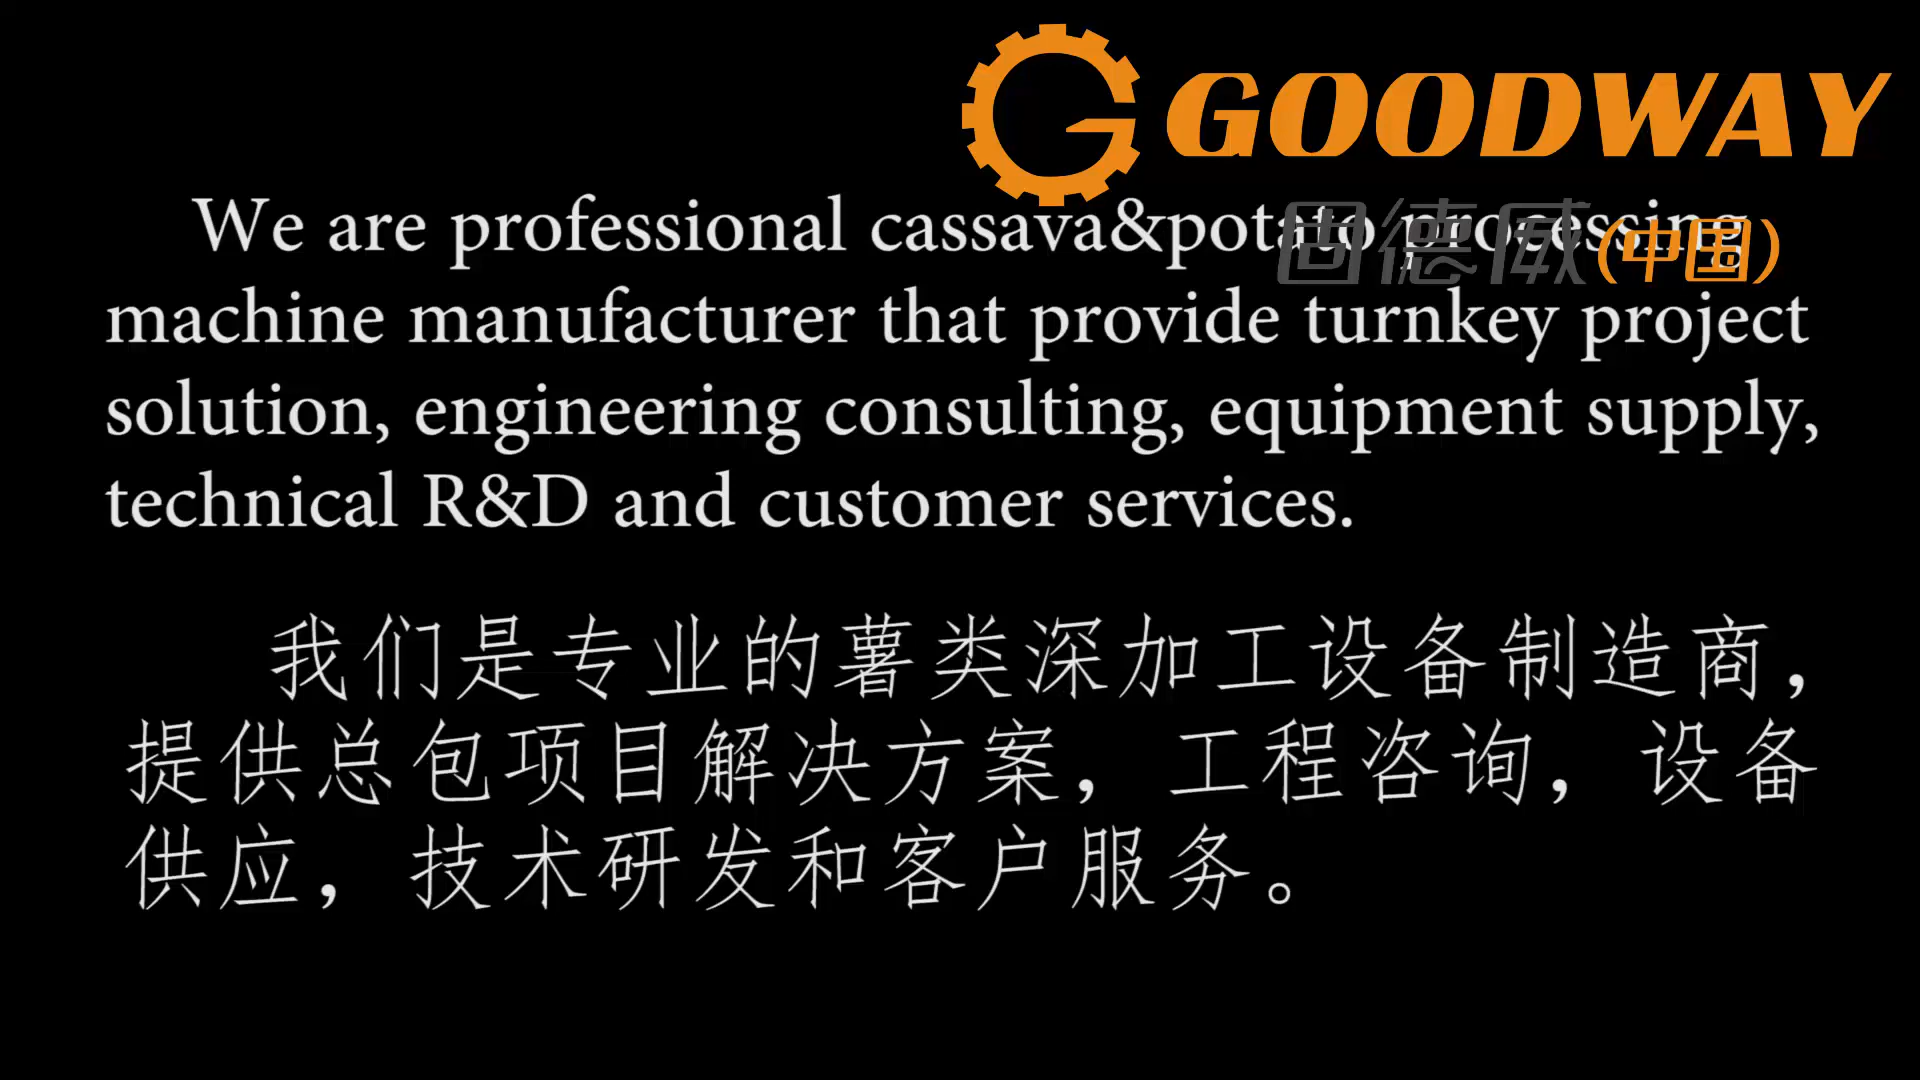 GOODWAY
固德威(中国)
We are professional cassava&potato processing
machine manufacturer that provide turnkey project
solution, engineering consulting, equipment supply,
technical R&D and customer services.
我们是专业的薯类深加工设备制造商，
提供总包项目解决方案，工程咨询，设备
供应，技术研发和客户服务。